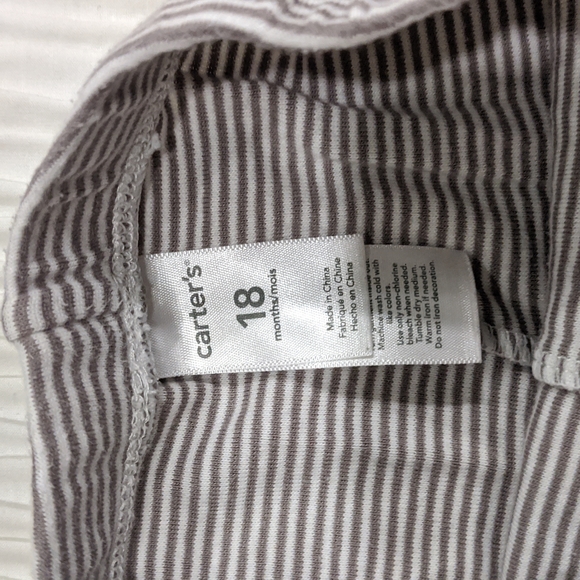 carter's®
18
months/mois
Made in China
Fabriqué en Chine
Hecho en China
Machine wash cold with
like colors.
Use only non-chlorine
bleach when needed.
Tumble dry medium.
Warm iron if needed.
Do not iron decoration